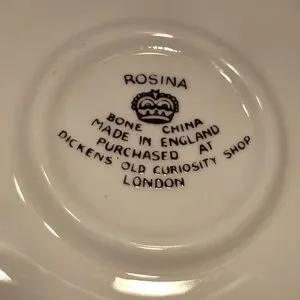 ROSINA
BONE CHINA
MADE IN ENGLAND
PURCHASED AT
DICKENS' OLD CURIOSITY SHOP
LONDON